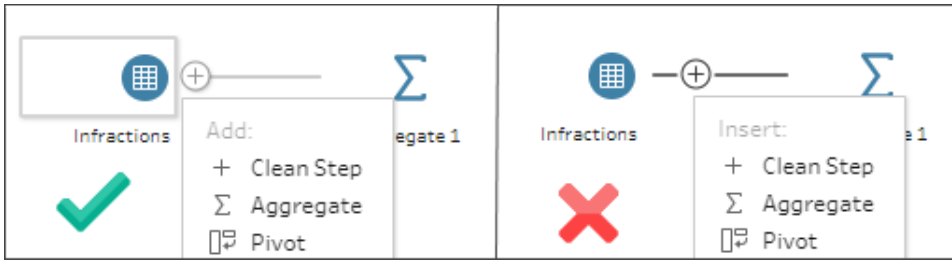 Infractions
egate 1
Add:
Clean Step
Aggregate
Pivot
Infractions
e 1
Insert:
Clean Step
Aggregate
Pivot